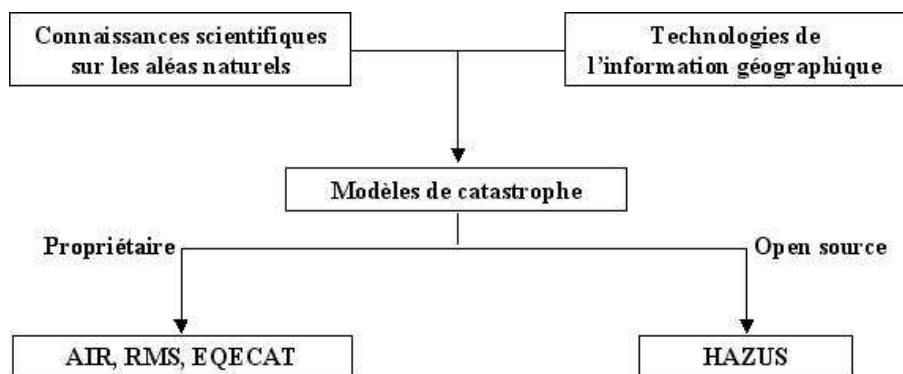 Connaissances scientifiques
sur les aléas naturels
Technologies de
l'information géographique
Modèles de catastrophe
Propriétaire
Open source
AIR, RMS, EQECAT
HAZUS